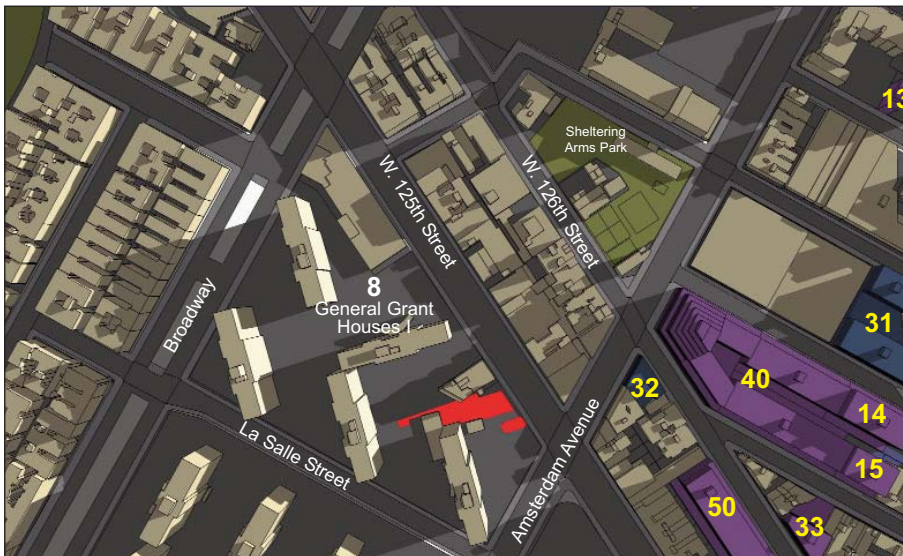 13
Sheltering
Arms Park
W. 125th Street
W. 126th Street
8
General Grant
Houses I
Broadway
31
40
32
14
La Salle Street
Amsterdam Avenue
15
50
33